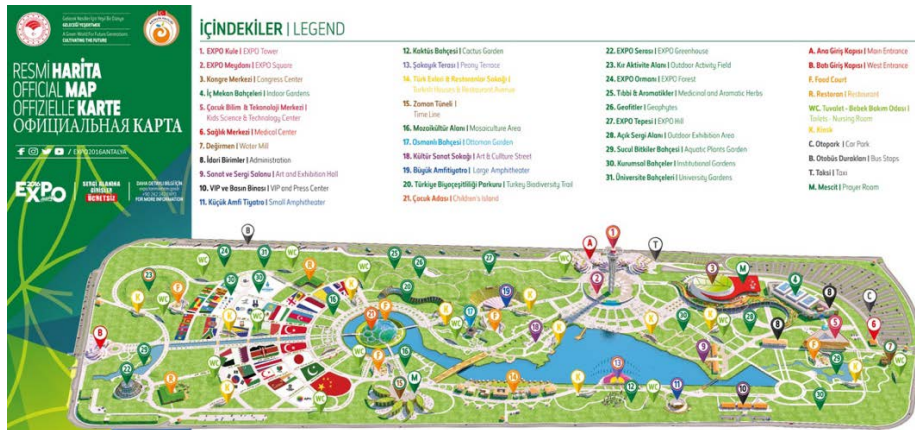 GELECEĞİ YEŞERTMEK
CULTIVATING THE FUTURE
RESMİ HARİTA
OFFICIAL MAP
OFFIZIELLE KARTE
ОФИЦИАЛЬНАЯ КАРТА
/ EXPO2016ANTALYA
EXPO
2016
SERGİ ALANINA
GİRİŞLER
ÜCRETSİZ
FOR MORE INFORMATION
İÇİNDEKİLER | LEGEND
1. EXPO Kule | EXPO Tower
2. EXPO Meydanı | EXPO Square
3. Kongre Merkezi | Congress Center
4. İç Mekan Bahçeleri | Indoor Gardens
5. Çocuk Bilim & Teknoloji Merkezi |
Kids Science & Technology Center
6. Sağlık Merkezi | Medical Center
7. Değirmen | Water Mill
8. İdari Birimler | Administration
9. Sanat ve Sergi Salonu | Art and Exhibition Hall
10. VIP ve Basın Binası | VIP and Press Center
11. Küçük Amfi Tiyatro | Small Amphitheater
12. Kaktüs Bahçesi | Cactus Garden
13. Şakayık Terası | Peony Terrace
14. Türk Evleri & Restoranlar Sokağı |
Turkish Houses & Restaurant Avenue
15. Zaman Tüneli |
Time Line
16. Mozaikültür Alanı | Mosaiculture Area
17. Osmanlı Bahçesi | Ottoman Garden
18. Kültür Sanat Sokağı | Art & Culture Street
19. Büyük Amfitiyatro | Large Amphitheater
20. Türkiye Biyoçeşitliliği Parkuru | Turkey Biodiversity Trail
21. Çocuk Adası | Children's Island
22. EXPO Serası | EXPO Greenhouse
23. Kır Aktivite Alanı | Outdoor Activity Field
24. EXPO Ormanı | EXPO Forest
25. Tıbbi & Aromatikler | Medicinal and Aromatic Herbs
26. Geofitler | Geophytes
27. EXPO Tepesi | EXPO Hill
28. Açık Sergi Alanı | Outdoor Exhibition Area
29. Sucul Bitkiler Bahçesi | Aquatic Plants Garden
30. Kurumsal Bahçeler | Institutional Gardens
31. Üniversite Bahçeleri | University Gardens
A. Ana Giriş Kapısı | Main Entrance
B. Batı Giriş Kapısı | West Entrance
F. Food Court
R. Restoran | Restaurant
WC. Tuvalet - Bebek Bakım Odası |
Toilets - Nursing Room
K. Kiosk
C. Otopark | Car Park
B. Otobüs Durakları | Bus Stops
T. Taksi | Taxi
M. Mescit | Prayer Room